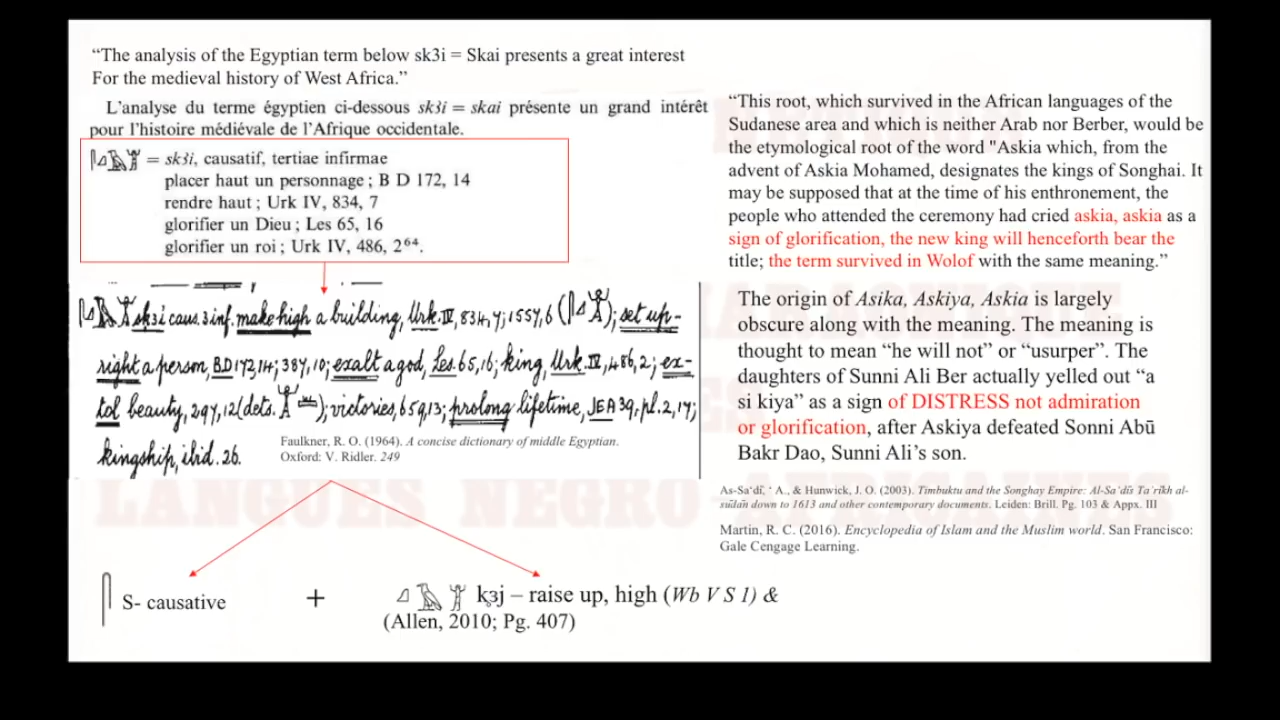 “The analysis of the Egyptian term below sk3i = Skai presents a great interest
For the medieval history of West Africa.”
L'analyse du terme égyptien ci-dessous skȝi = skai présente un grand intérêt
pour l'histoire médiévale de l'Afrique occidentale.
= skȝi, causatif, tertiae infirmae
placer haut un personnage ; B D 172, 14
rendre haut ; Urk IV, 834, 7
glorifier un Dieu ; Les 65, 16
glorifier un roi ; Urk IV, 486, 2⁶⁴.
skȝi caus. 3 inf. make high a building, Urk. IV, 834, 7; 1557, 6 ( ); set up-
right a person, BD 172, 14; 387, 10; exalt a god, Les. 65, 16; king, Urk. IV, 486, 2; ex-
tol beauty, 297, 12 (dets. ); victories, 659, 13; prolong lifetime, JEA 39, pl. 2, 17;
kingship, ibid. 26.
Faulkner, R. O. (1964). A concise dictionary of middle Egyptian.
Oxford: V. Ridler. 249
S- causative
+
ḳȝj – raise up, high (Wb V S 1) &
(Allen, 2010; Pg. 407)
“This root, which survived in the African languages of the
Sudanese area and which is neither Arab nor Berber, would be
the etymological root of the word "Askia which, from the
advent of Askia Mohamed, designates the kings of Songhai. It
may be supposed that at the time of his enthronement, the
people who attended the ceremony had cried askia, askia as a
sign of glorification, the new king will henceforth bear the
title; the term survived in Wolof with the same meaning.”
The origin of Asika, Askiya, Askia is largely
obscure along with the meaning. The meaning is
thought to mean “he will not” or “usurper”. The
daughters of Sunni Ali Ber actually yelled out “a
si kiya” as a sign of DISTRESS not admiration
or glorification, after Askiya defeated Sonni Abū
Bakr Dao, Sunni Ali’s son.
As-Saʻdī, ʻ A., & Hunwick, J. O. (2003). Timbuktu and the Songhay Empire: Al-Saʻdīs Taʼrīkh al-
sūdān down to 1613 and other contemporary documents. Leiden: Brill. Pg. 103 & Appx. III
Martin, R. C. (2016). Encyclopedia of Islam and the Muslim world. San Francisco:
Gale Cengage Learning.
LANGUES NEGRO-AFRICAINES